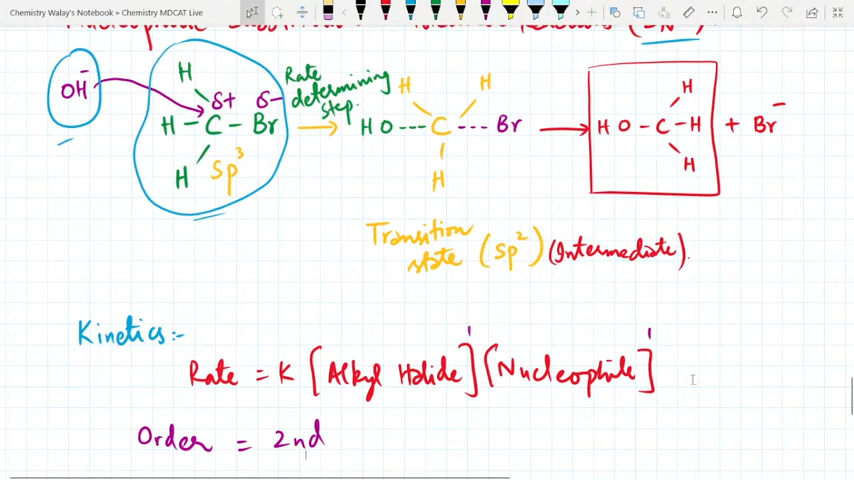 Chemistry Walay's Notebook » Chemistry MDCAT Live
OH⁻
H
H – C – Br
δ+ δ−
H
Sp³
Rate
determining
step.
H H
HO --- C --- Br
H
H
HO – C – H + Br⁻
H
Transition
state (Sp²) (Intermediate).
Kinetics:-
Rate = K [Alkyl Halide]¹ [Nucleophile]¹
Order = 2nd